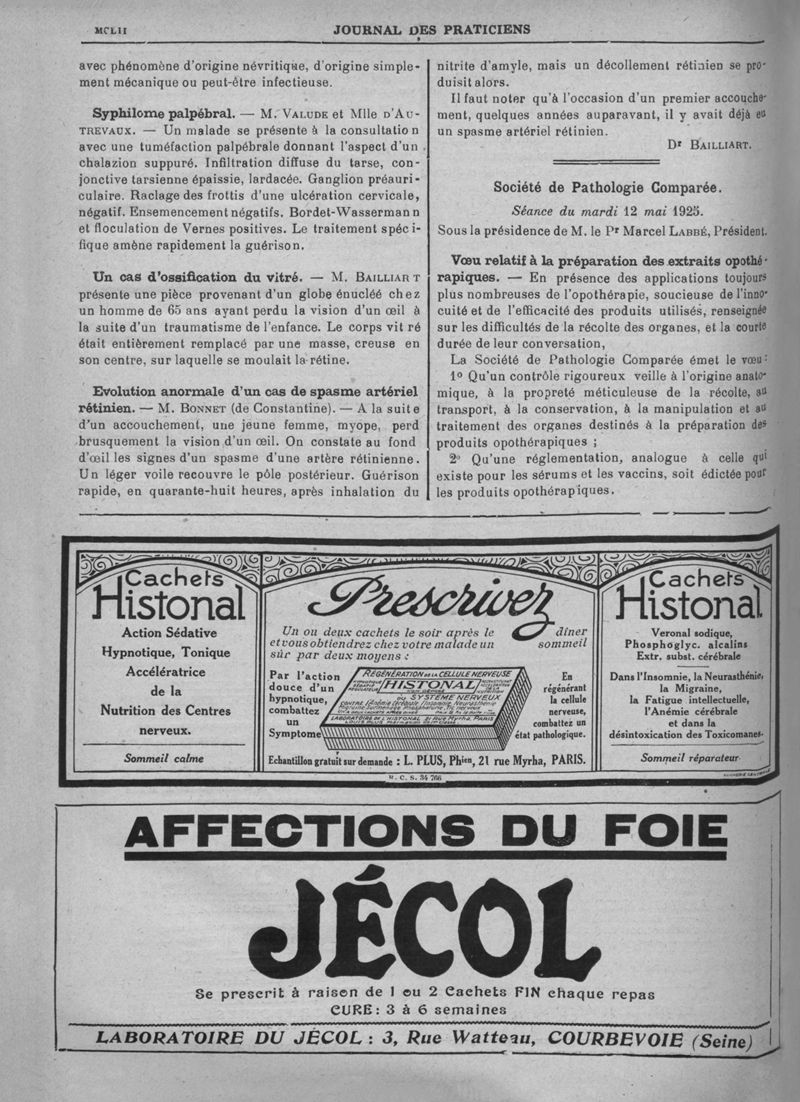 MCLII
JOURNAL DES PRATICIENS
avec phénomène d'origine névritique, d'origine simple-
ment mécanique ou peut-être infectieuse.
Syphilome palpébral. — M. VALUDE et Mlle D'AU-
TREVAUX. — Un malade se présente à la consultation
avec une tuméfaction palpébrale donnant l'aspect d'un
chalazion suppuré. Infiltration diffuse du tarse, con-
jonctive tarsienne épaissie, lardacée. Ganglion préauri-
culaire. Raclage des frottis d'une ulcération cervicale,
négatif. Ensemencement négatifs. Bordet-Wassermann
et floculation de Vernes positives. Le traitement spéci-
fique amène rapidement la guérison.
Un cas d'ossification du vitré. — M. BAILLIART
présente une pièce provenant d'un globe énucléé chez
un homme de 65 ans ayant perdu la vision d'un œil à
la suite d'un traumatisme de l'enfance. Le corps vitré
était entièrement remplacé par une masse, creuse en
son centre, sur laquelle se moulait la rétine.
Evolution anormale d'un cas de spasme artériel
rétinien. — M. BONNET (de Constantine). — A la suite
d'un accouchement, une jeune femme, myope, perd
brusquement la vision d'un œil. On constate au fond
d'œil les signes d'un spasme d'une artère rétinienne.
Un léger voile recouvre le pôle postérieur. Guérison
rapide, en quarante-huit heures, après inhalation du
nitrite d'amyle, mais un décollement rétinien se pro-
duisit alors.
Il faut noter qu'à l'occasion d'un premier accouche-
ment, quelques années auparavant, il y avait déjà eu
un spasme artériel rétinien.
Dr BAILLIART.
Société de Pathologie Comparée.
Séance du mardi 12 mai 1925.
Sous la présidence de M. le Pr Marcel LABBÉ, Président.
Vœu relatif à la préparation des extraits opothé-
rapiques. — En présence des applications toujours
plus nombreuses de l'opothérapie, soucieuse de l'inno-
cuité et de l'efficacité des produits utilisés, renseignée
sur les difficultés de la récolte des organes, et la courte
durée de leur conversation,
La Société de Pathologie Comparée émet le vœu :
1º Qu'un contrôle rigoureux veille à l'origine anato-
mique, à la propreté méticuleuse de la récolte, au
transport, à la conservation, à la manipulation et au
traitement des organes destinés à la préparation des
produits opothérapiques ;
2º Qu'une réglementation, analogue à celle qui
existe pour les sérums et les vaccins, soit édictée pour
les produits opothérapiques.
Cachets
Histonal
Action Sédative
Hypnotique, Tonique
Accélératrice
de la
Nutrition des Centres
nerveux.
Sommeil calme
Prescrivez
Un ou deux cachets le soir après le dîner
et vous obtiendrez chez votre malade un sommeil
sûr par deux moyens :
Par l'action
douce d'un
hypnotique,
combattez
un
Symptome
RÉGÉNÉRATION DE LA CELLULE NERVEUSE
HISTONAL
DU SYSTÈME NERVEUX
LABORATOIRE DE L'HISTONAL 21 Rue Myrha, PARIS
En
régénérant
la cellule
nerveuse,
combattez un
état pathologique.
Echantillon gratuit sur demande : L. PLUS, Phien, 21 rue Myrha, PARIS.
R. C. S. 34 766
Cachets
Histonal
Veronal sodique,
Phosphoglyc. alcalins
Extr. subst. cérébrale
Dans l'Insomnie, la Neurasthénie,
la Migraine,
la Fatigue intellectuelle,
l'Anémie cérébrale
et dans la
désintoxication des Toxicomanes.
Sommeil réparateur
AFFECTIONS DU FOIE
JÉCOL
Se prescrit à raison de 1 ou 2 Cachets FIN chaque repas
CURE : 3 à 6 semaines
LABORATOIRE DU JÉCOL : 3, Rue Watteau, COURBEVOIE (Seine)